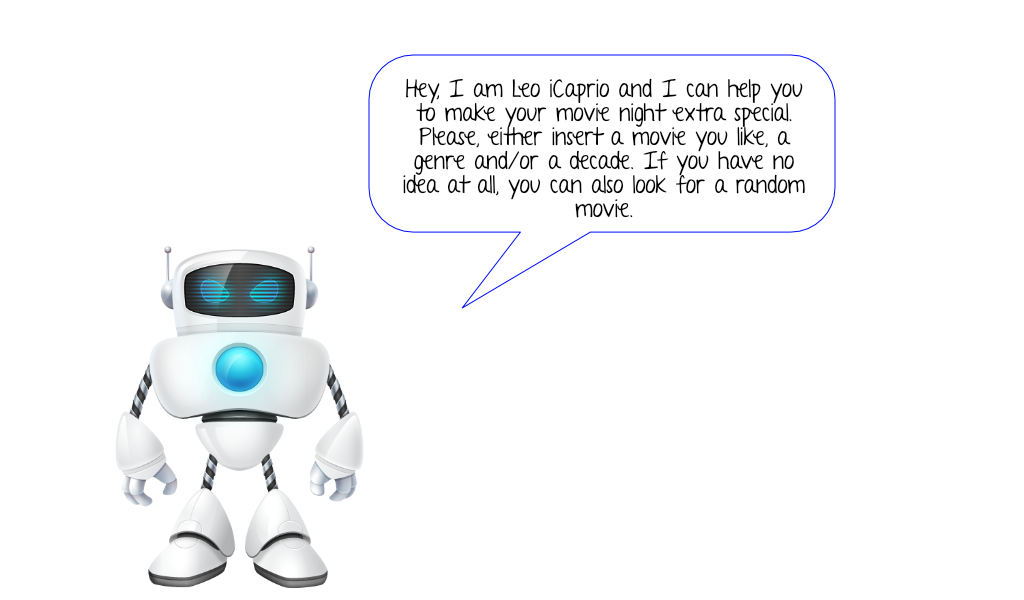 Hey, I am Leo iCaprio and I can help you
to make your movie night extra special.
Please, either insert a movie you like, a
genre and/or a decade. If you have no
idea at all, you can also look for a random
movie.